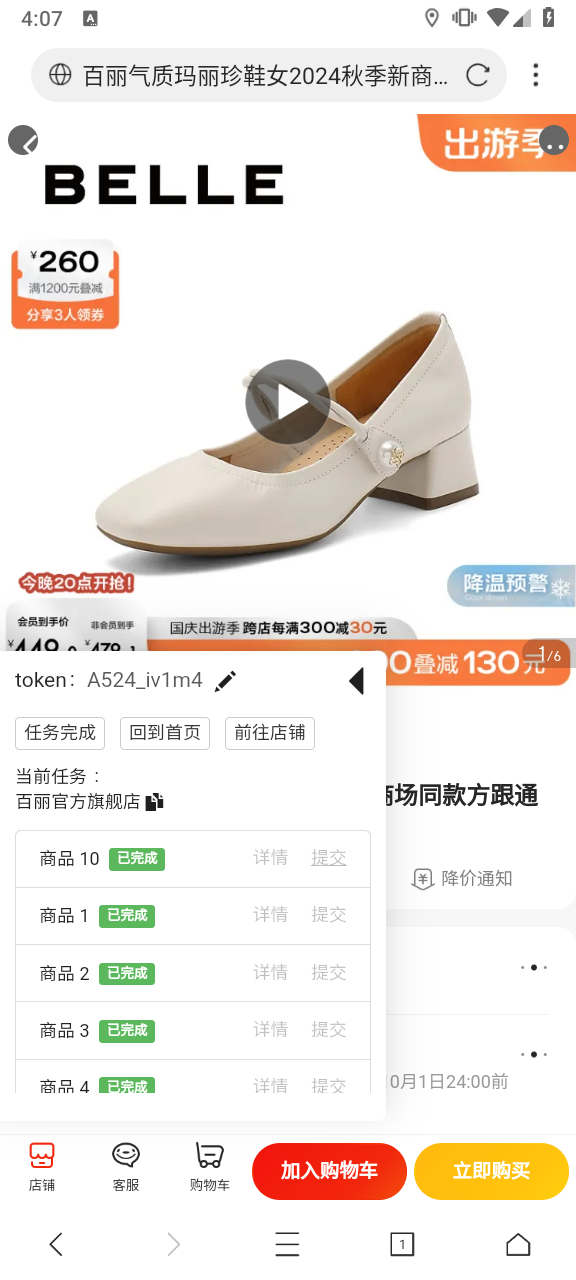 4:07
A
百丽气质玛丽珍鞋女2024秋季新商...
出游季
BELLE
¥260
满1200元叠减
分享3人领券
今晚20点开抢!
降温预警
Cool down
会员到手价
非会员到手
国庆出游季 跨店每满300减30元
0叠减 130元
1/6
token: A524_iv1m4
任务完成
回到首页
前往店铺
当前任务：
百丽官方旗舰店
商场同款方跟通
降价通知
商品 10 已完成 详情 提交
商品 1 已完成 详情 提交
商品 2 已完成 详情 提交
商品 3 已完成 详情 提交
商品 4 已完成 详情 提交
0月1日24:00前
店铺
客服
购物车
加入购物车
立即购买
1